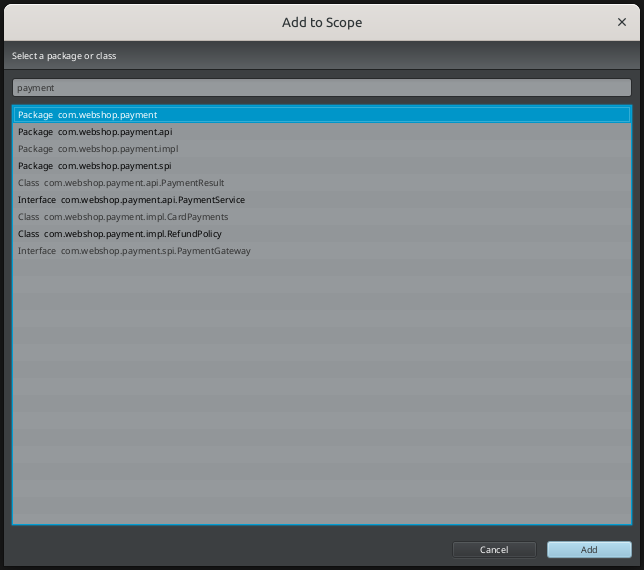 Add to Scope
Select a package or class
payment
Package com.webshop.payment
Package com.webshop.payment.api
Package com.webshop.payment.impl
Package com.webshop.payment.spi
Class com.webshop.payment.api.PaymentResult
Interface com.webshop.payment.api.PaymentService
Class com.webshop.payment.impl.CardPayments
Class com.webshop.payment.impl.RefundPolicy
Interface com.webshop.payment.spi.PaymentGateway
Cancel
Add